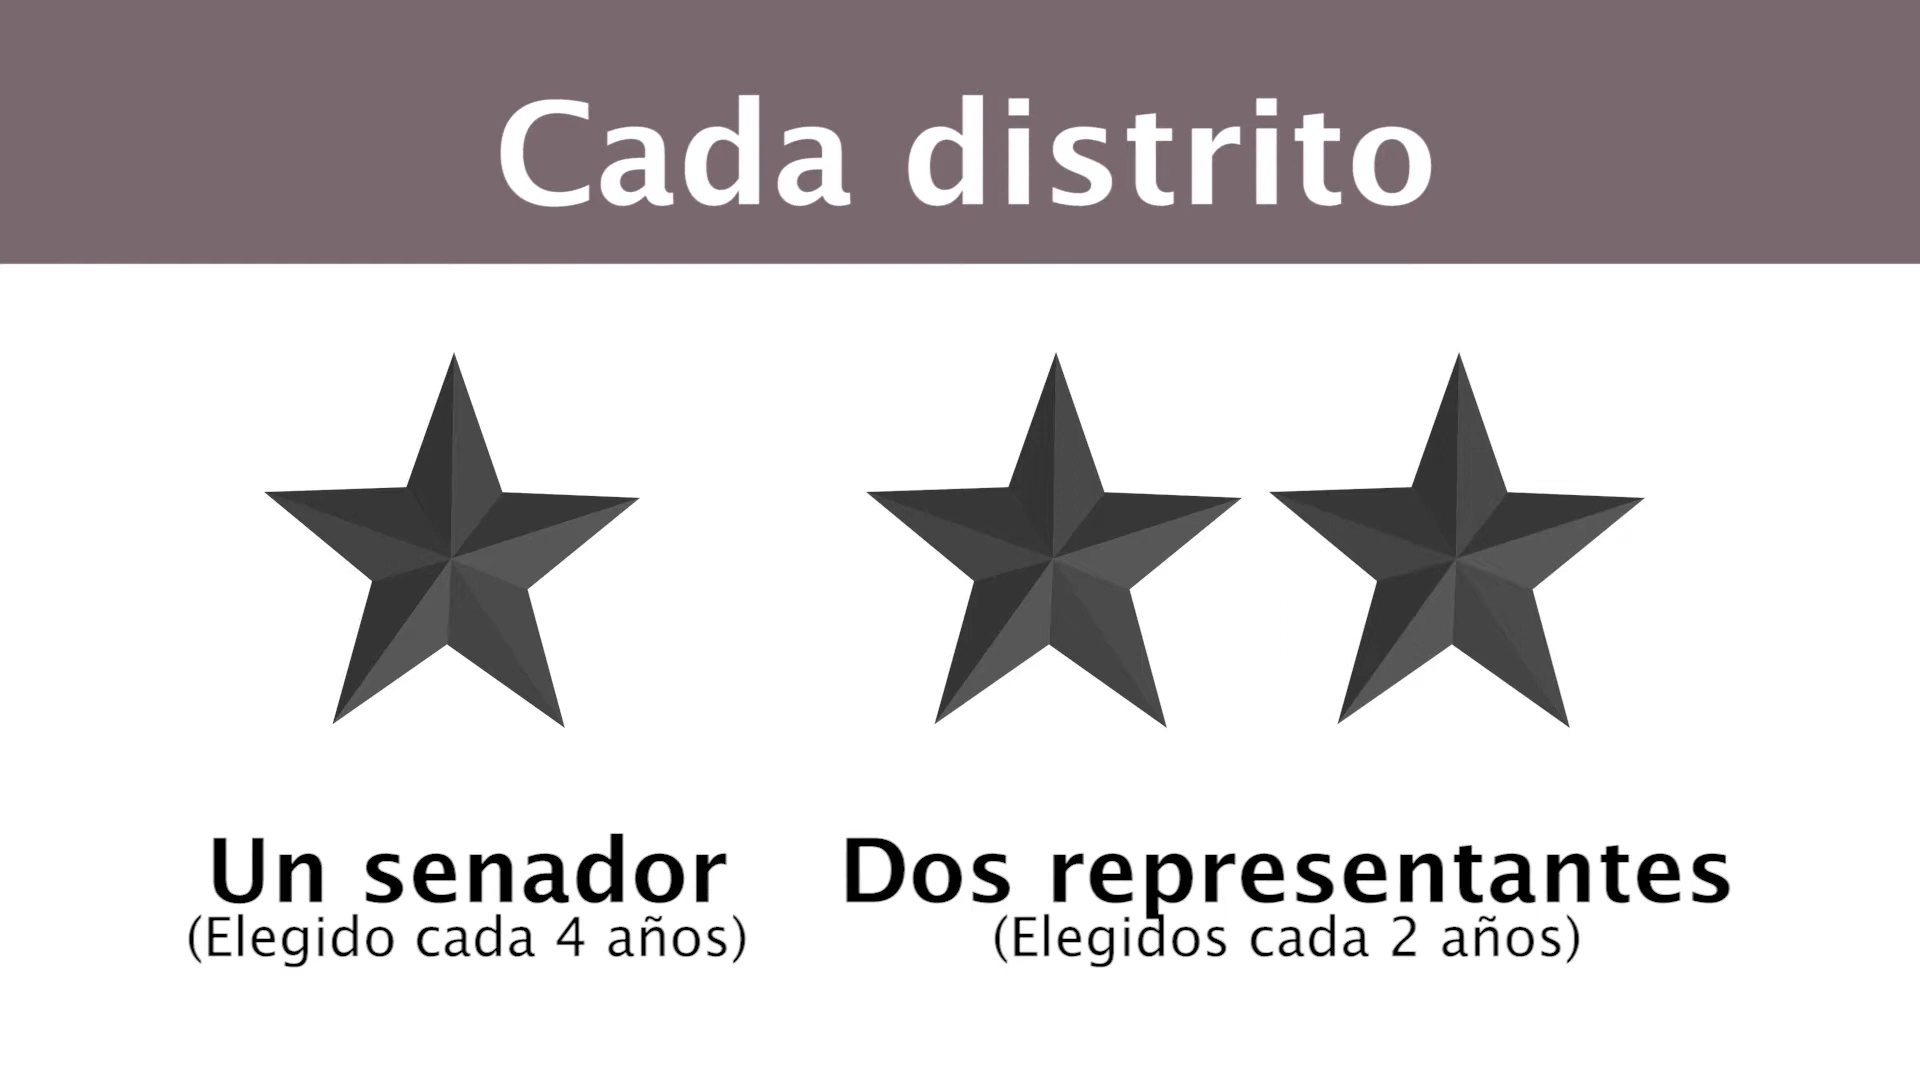 Cada distrito
Un senador
(Elegido cada 4 años)
Dos representantes
(Elegidos cada 2 años)